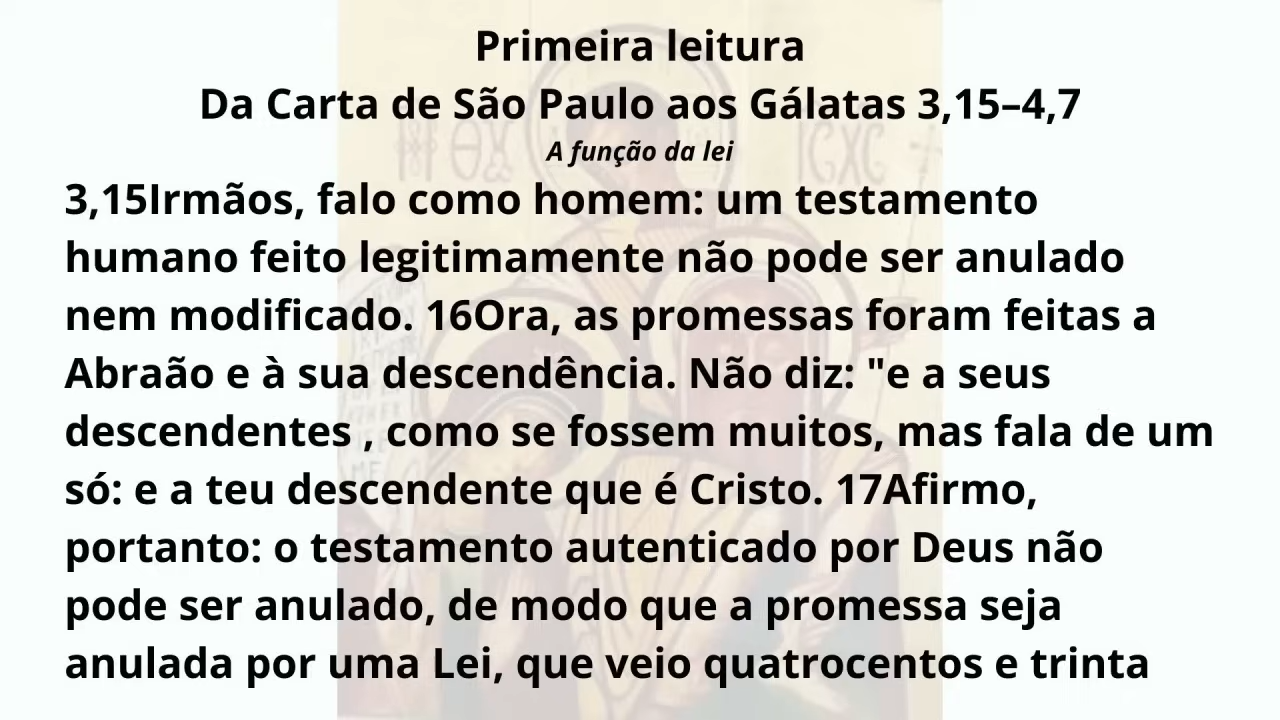 Primeira leitura
Da Carta de São Paulo aos Gálatas 3,15–4,7
A função da lei
3,15Irmãos, falo como homem: um testamento
humano feito legitimamente não pode ser anulado
nem modificado. 16Ora, as promessas foram feitas a
Abraão e à sua descendência. Não diz: "e a seus
descendentes , como se fossem muitos, mas fala de um
só: e a teu descendente que é Cristo. 17Afirmo,
portanto: o testamento autenticado por Deus não
pode ser anulado, de modo que a promessa seja
anulada por uma Lei, que veio quatrocentos e trinta